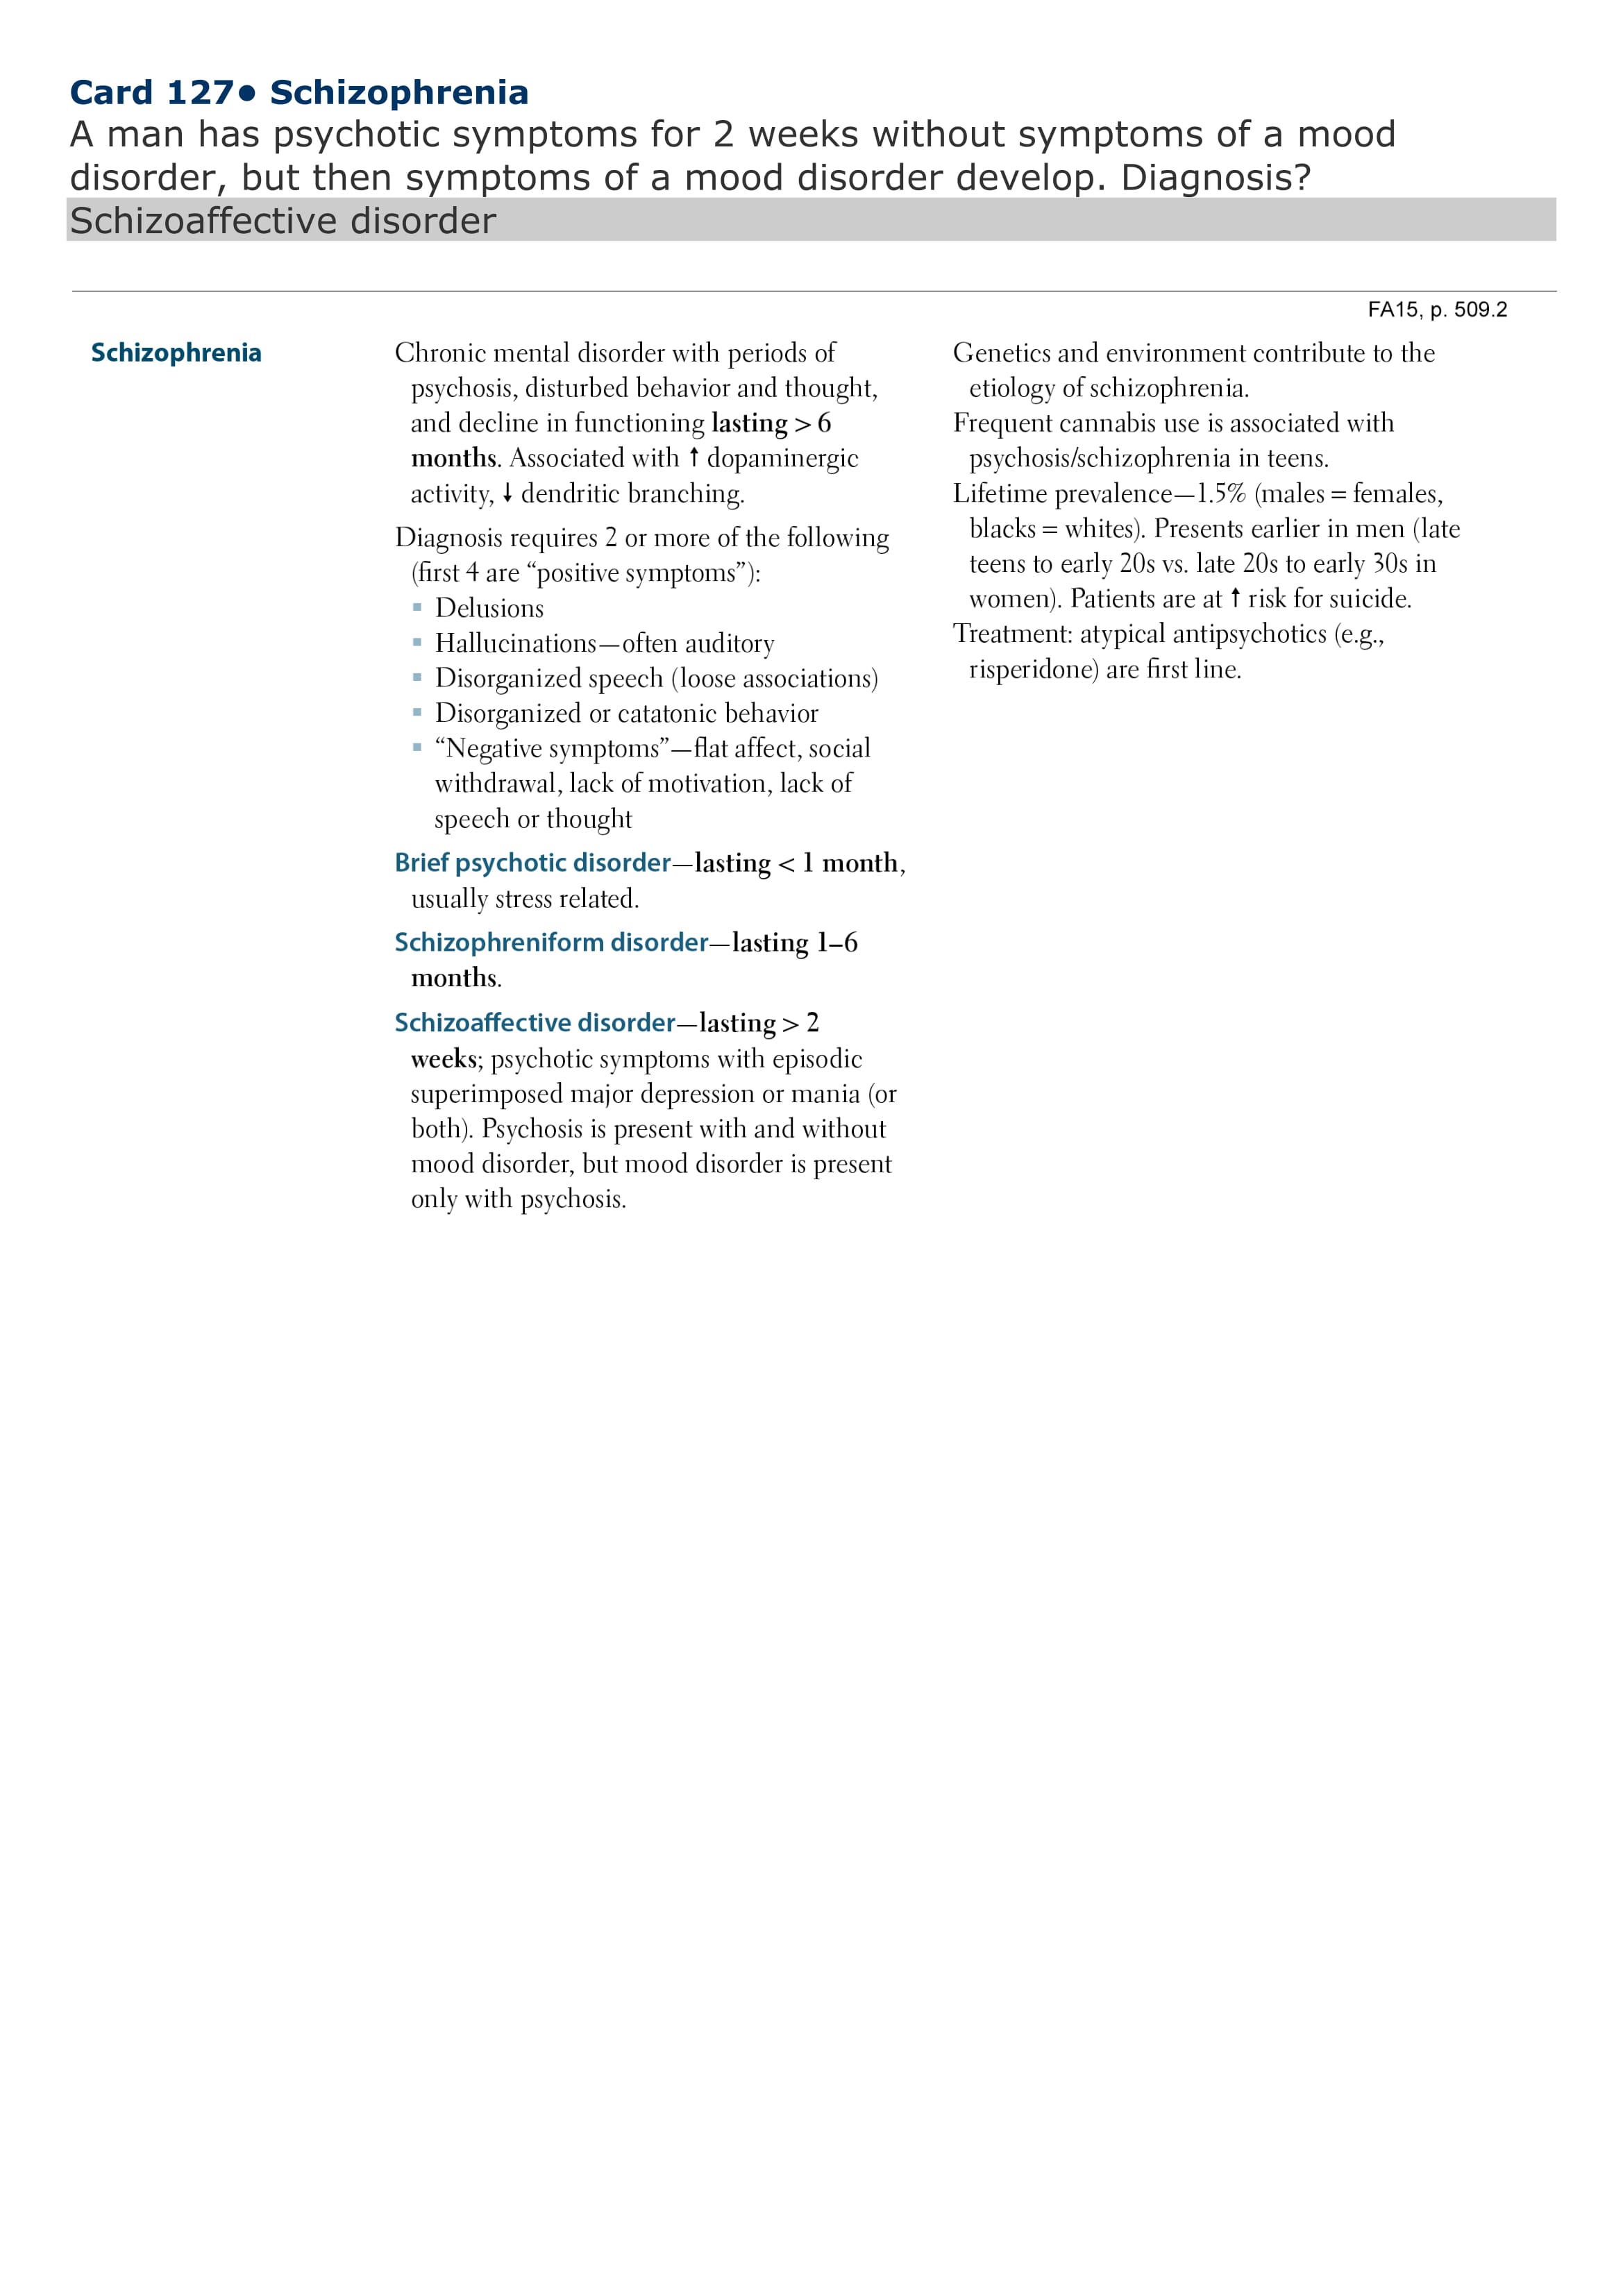 Card 127• Schizophrenia
A man has psychotic symptoms for 2 weeks without symptoms of a mood
disorder, but then symptoms of a mood disorder develop. Diagnosis?
Schizoaffective disorder
FA15, p. 509.2
Schizophrenia
Chronic mental disorder with periods of
psychosis, disturbed behavior and thought,
and decline in functioning lasting > 6
months. Associated with ↑ dopaminergic
activity, ↓ dendritic branching.
Diagnosis requires 2 or more of the following
(first 4 are “positive symptoms”):
▪ Delusions
▪ Hallucinations—often auditory
▪ Disorganized speech (loose associations)
▪ Disorganized or catatonic behavior
▪ “Negative symptoms”—flat affect, social
withdrawal, lack of motivation, lack of
speech or thought
Brief psychotic disorder—lasting < 1 month,
usually stress related.
Schizophreniform disorder—lasting 1–6
months.
Schizoaffective disorder—lasting > 2
weeks; psychotic symptoms with episodic
superimposed major depression or mania (or
both). Psychosis is present with and without
mood disorder, but mood disorder is present
only with psychosis.
Genetics and environment contribute to the
etiology of schizophrenia.
Frequent cannabis use is associated with
psychosis/schizophrenia in teens.
Lifetime prevalence—1.5% (males = females,
blacks = whites). Presents earlier in men (late
teens to early 20s vs. late 20s to early 30s in
women). Patients are at ↑ risk for suicide.
Treatment: atypical antipsychotics (e.g.,
risperidone) are first line.